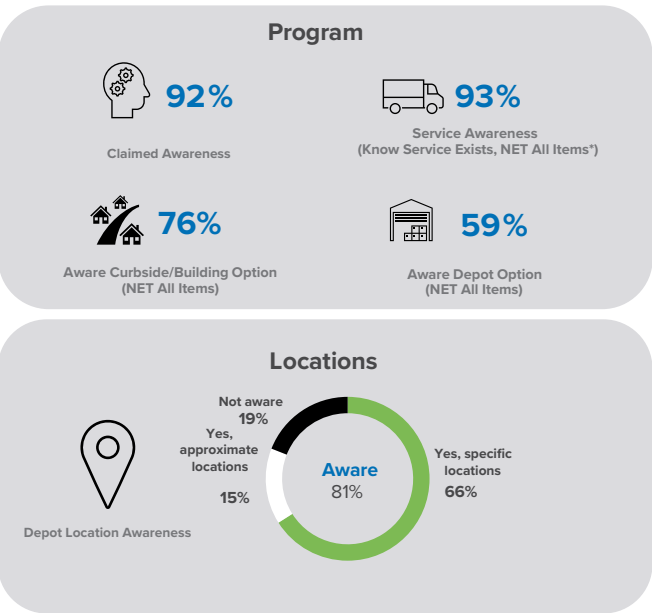 Program
92%
Claimed Awareness
93%
Service Awareness
(Know Service Exists, NET All Items*)
76%
Aware Curbside/Building Option
(NET All Items)
59%
Aware Depot Option
(NET All Items)
Locations
Depot Location Awareness
Not aware
19%
Yes,
approximate
locations
15%
Aware
81%
Yes, specific
locations
66%